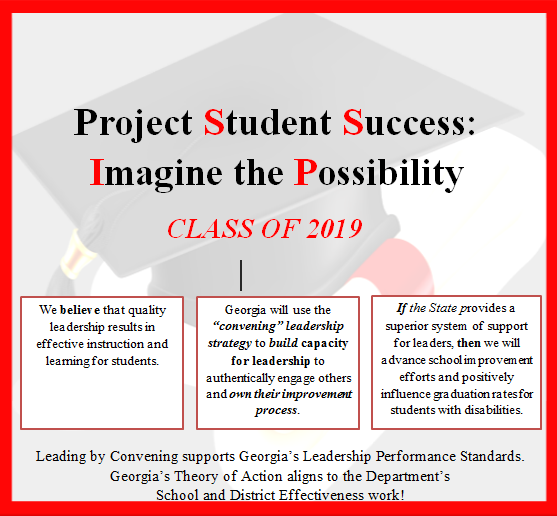 Project Student Success:
Imagine the Possibility
CLASS OF 2019
We believe that quality
leadership results in
effective instruction and
learning for students.
Georgia will use the
“convening” leadership
strategy to build capacity
for leadership to
authentically engage others
and own their improvement
process.
If the State provides a
superior system of support
for leaders, then we will
advance school improvement
efforts and positively
influence graduation rates for
students with disabilities.
Leading by Convening supports Georgia’s Leadership Performance Standards.
Georgia’s Theory of Action aligns to the Department’s
School and District Effectiveness work!